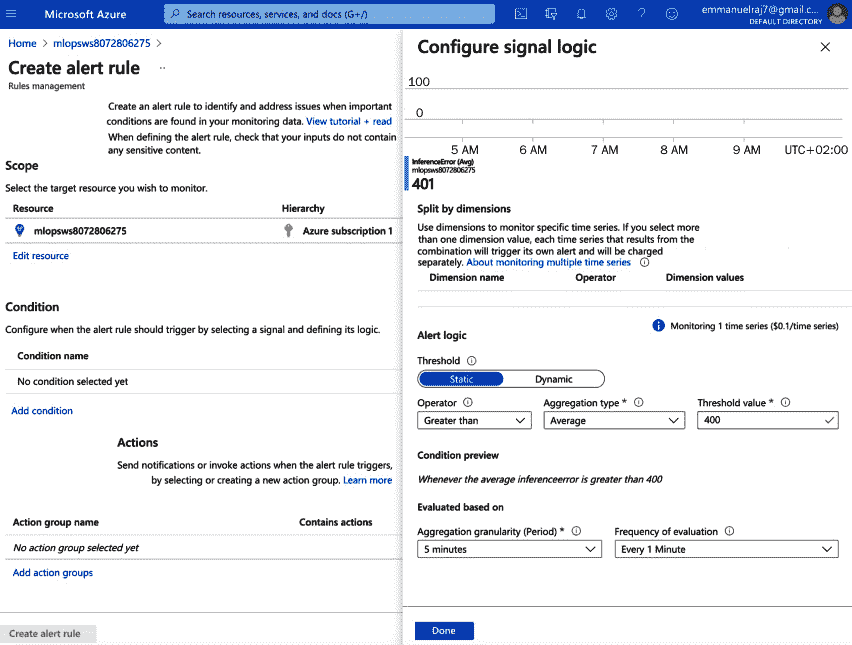 Microsoft Azure
Search resources, services, and docs (G+/)
emmanuelraj7@gmail.c...
DEFAULT DIRECTORY
Home > mlopsws8072806275 >
Create alert rule ...
Rules management
Create an alert rule to identify and address issues when important
conditions are found in your monitoring data. View tutorial + read
When defining the alert rule, check that your inputs do not contain
any sensitive content.
Scope
Select the target resource you wish to monitor.
Resource Hierarchy
mlopsws8072806275 Azure subscription 1
Edit resource
Condition
Configure when the alert rule should trigger by selecting a signal and defining its logic.
Condition name
No condition selected yet
Add condition
Actions
Send notifications or invoke actions when the alert rule triggers,
by selecting or creating a new action group. Learn more
Action group name Contains actions
No action group selected yet
Add action groups
Create alert rule
Configure signal logic
100
0
5 AM 6 AM 7 AM 8 AM 9 AM UTC+02:00
InferenceError (Avg)
mlopsws8072806275
401
Split by dimensions
Use dimensions to monitor specific time series. If you select more
than one dimension value, each time series that results from the
combination will trigger its own alert and will be charged
separately. About monitoring multiple time series
Dimension name Operator Dimension values
Monitoring 1 time series ($0.1/time series)
Alert logic
Threshold
Static Dynamic
Operator Aggregation type * Threshold value *
Greater than Average 400
Condition preview
Whenever the average inferenceerror is greater than 400
Evaluated based on
Aggregation granularity (Period) * Frequency of evaluation
5 minutes Every 1 Minute
Done